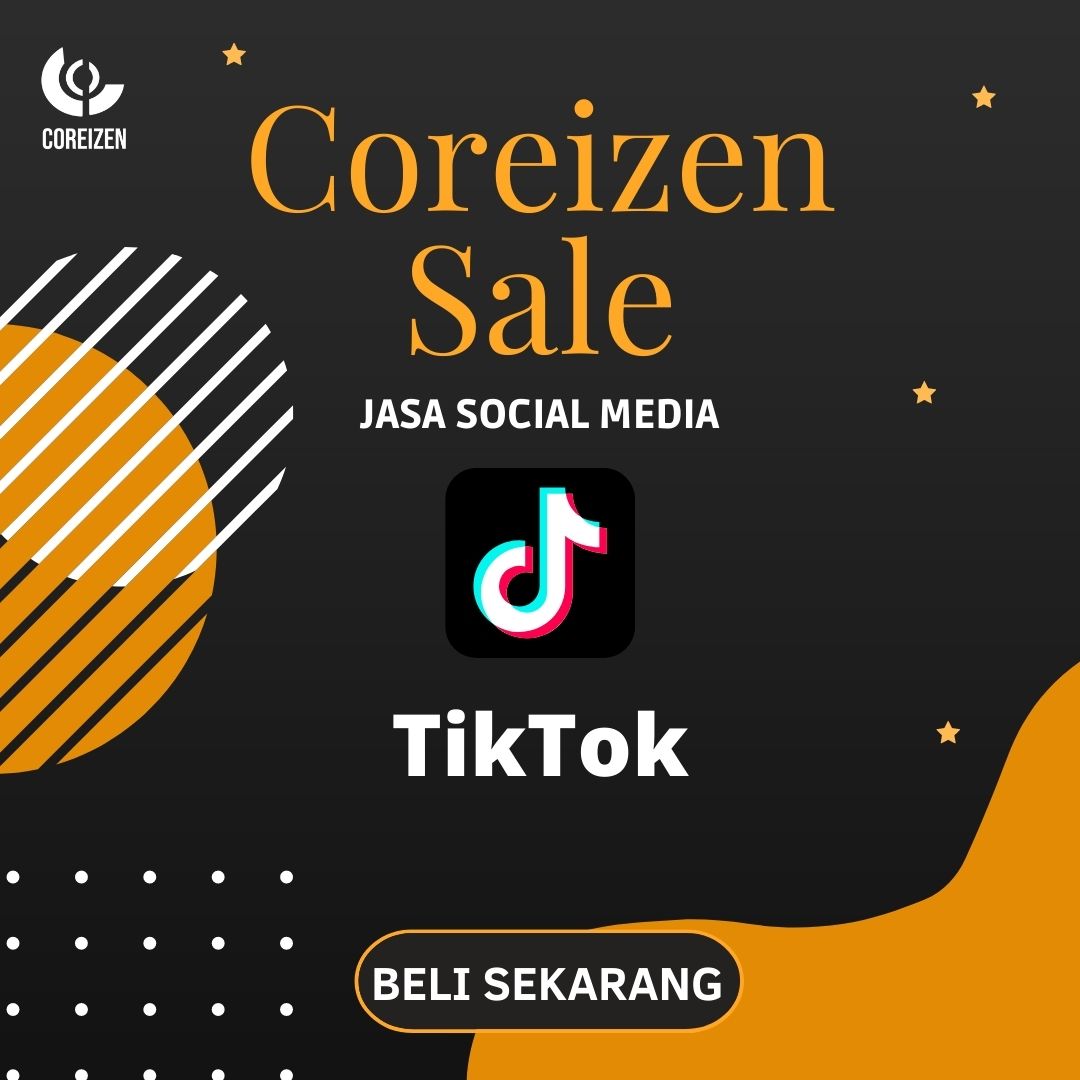 COREIZEN
Coreizen
Sale
JASA SOCIAL MEDIA
TikTok
BELI SEKARANG